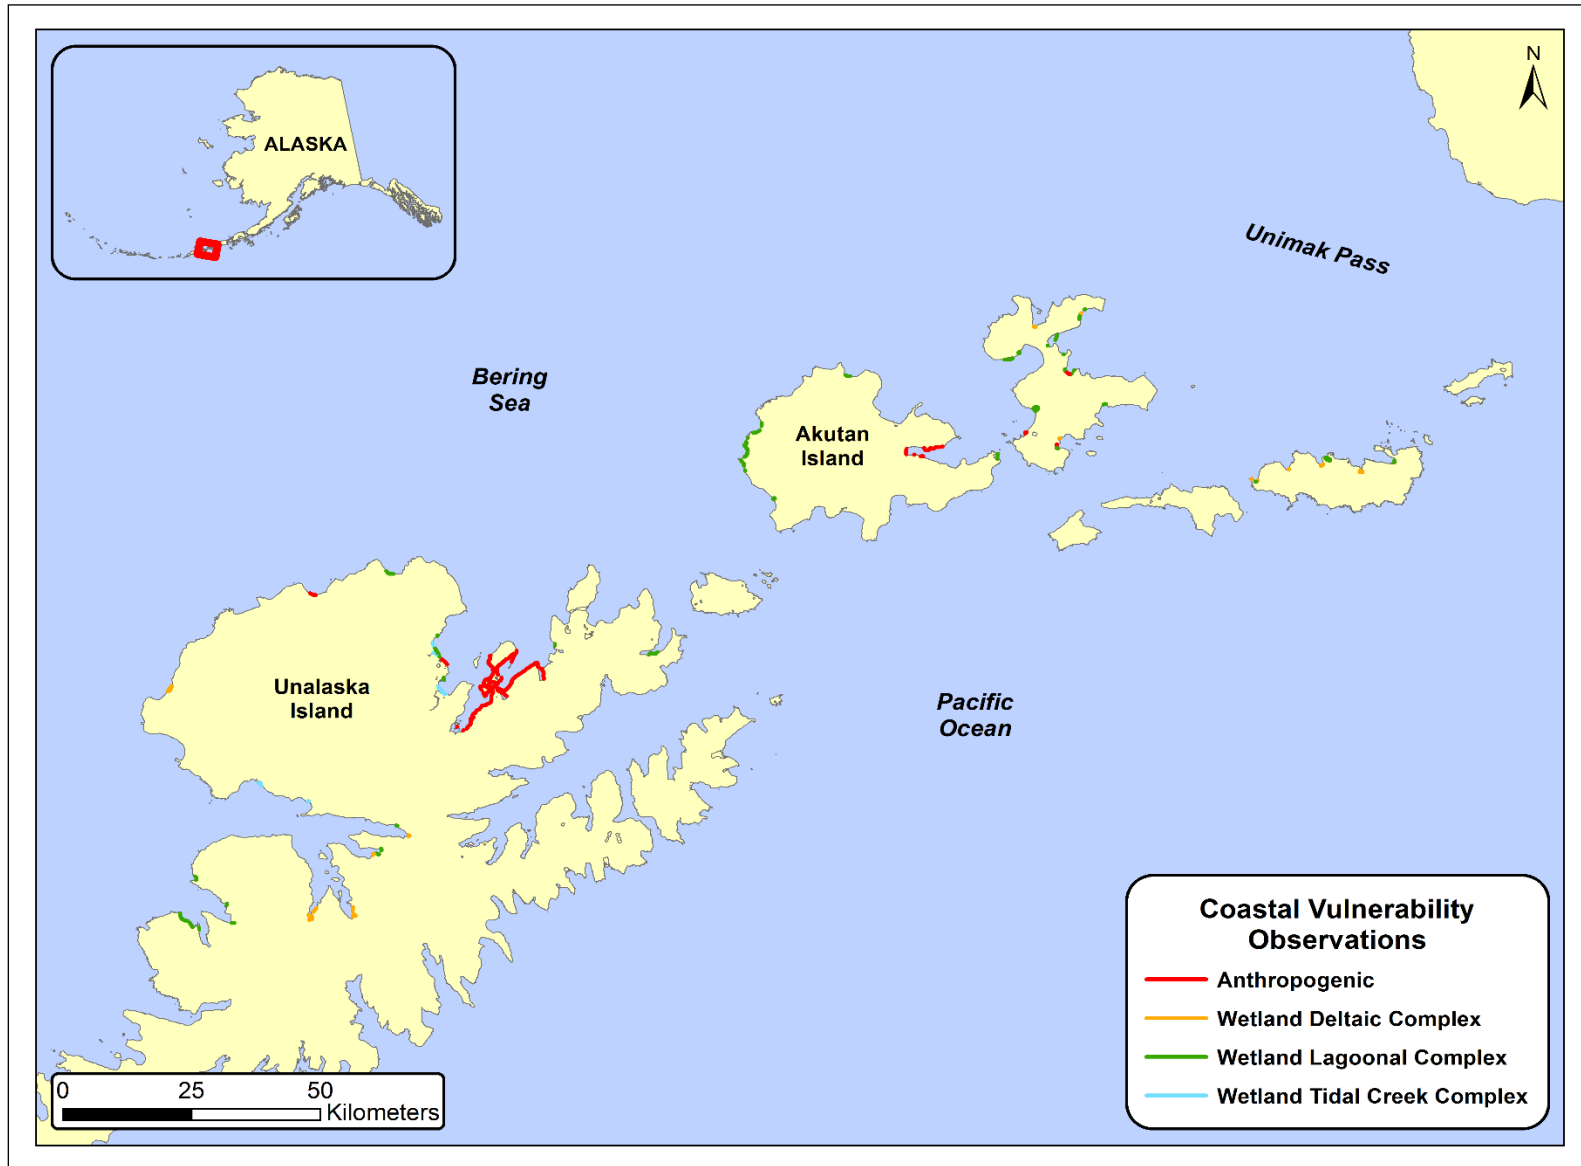 ALASKA
N
Unimak Pass
Bering
Sea
Akutan
Island
Unalaska
Island
Pacific
Ocean
Coastal Vulnerability
Observations
Anthropogenic
Wetland Deltaic Complex
Wetland Lagoonal Complex
Wetland Tidal Creek Complex
0 25 50
Kilometers